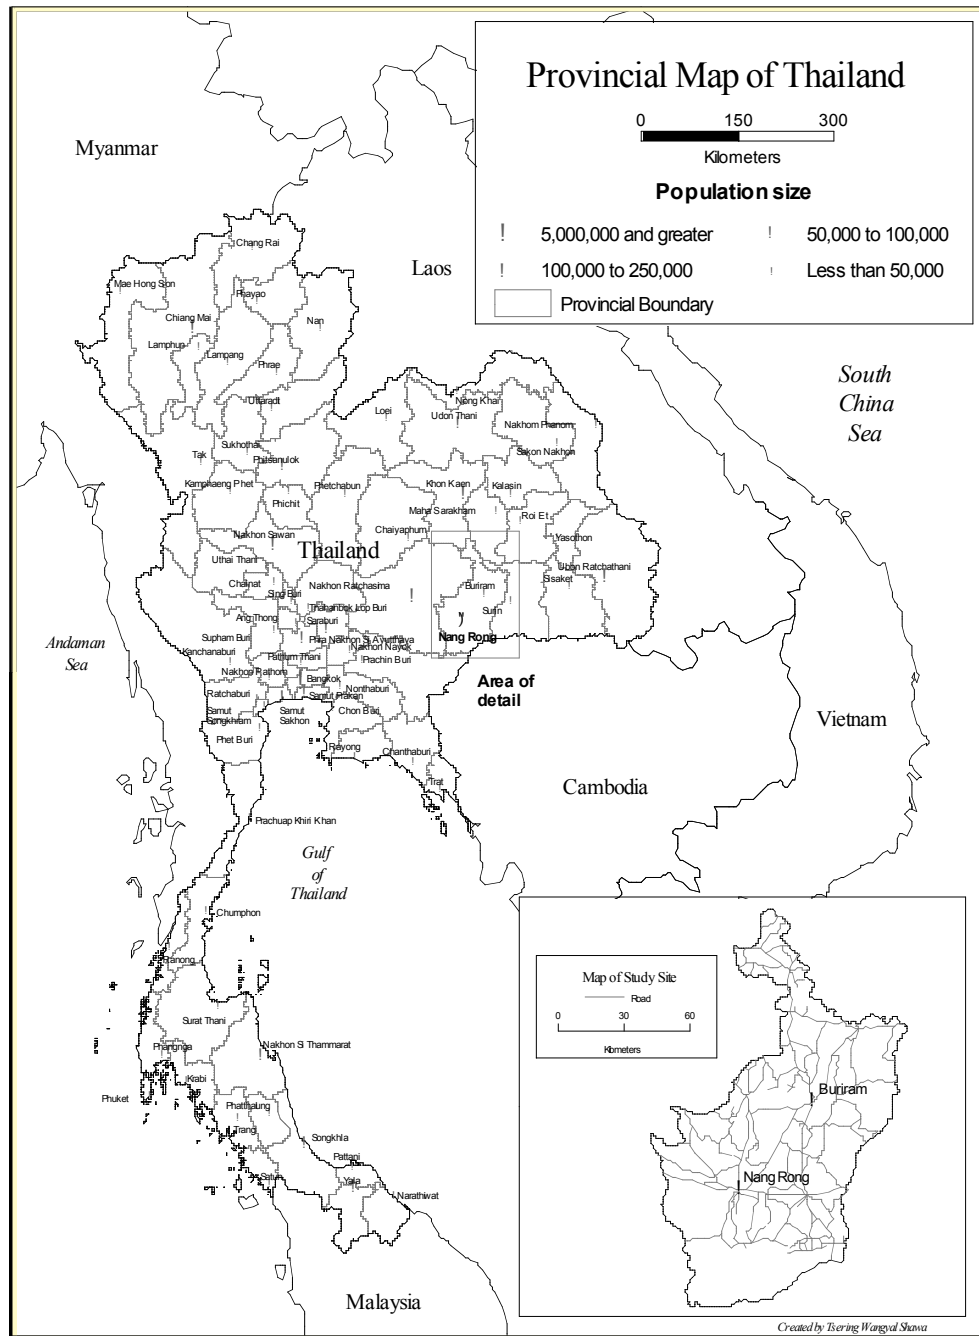 Provincial Map of Thailand
0 150 300
Kilometers
Population size
! 5,000,000 and greater
! 50,000 to 100,000
! 100,000 to 250,000
! Less than 50,000
Provincial Boundary
Myanmar
Laos
South
China
Sea
Chang Rai
Mae Hong Son
Phayao
Chiang Mai
Nan
Lamphun
Lampang
Phrae
Uttaradt
Loei
Nong Khai
Udon Thani
Nakhom Phanom
Sukhothai
Sakon Nakhon
Tak
Phitsanulok
Kamphaeng Phet
Phetchabun
Khon Kaen
Kalasin
Phichit
Maha Sarakham
Roi Et
Chaiyaphum
Nakhon Sawan
Yasothon
Thailand
Uthai Thani
Ubon Ratchathani
Sisaket
Chainat
Nakhon Ratchasima
Buriram
Sing Buri
Lop Buri
Surin
Ang Thong
Saraburi
Supham Buri
Phra Nakhon Si Ayutthaya
Nang Rong
Nakhon Nayok
Kanchanaburi
Pathum Thani
Prachin Buri
Nakhon Pathom
Bangkok
Nonthaburi
Ratchaburi
Samut Prakan
Samut
Songkhram
Samut
Sakhon
Chon Buri
Phet Buri
Rayong
Chanthaburi
Trat
Area of
detail
Andaman
Sea
Vietnam
Cambodia
Prachuap Khiri Khan
Gulf
of
Thailand
Chumphon
Ranong
Surat Thani
Phangnga
Nakhon Si Thammarat
Krabi
Phuket
Phatthalung
Trang
Songkhla
Pattani
Satun
Yala
Narathiwat
Malaysia
Map of Study Site
Road
0 30 60
Kilometers
Buriram
Nang Rong
Created by Tsering Wangyal Shawa